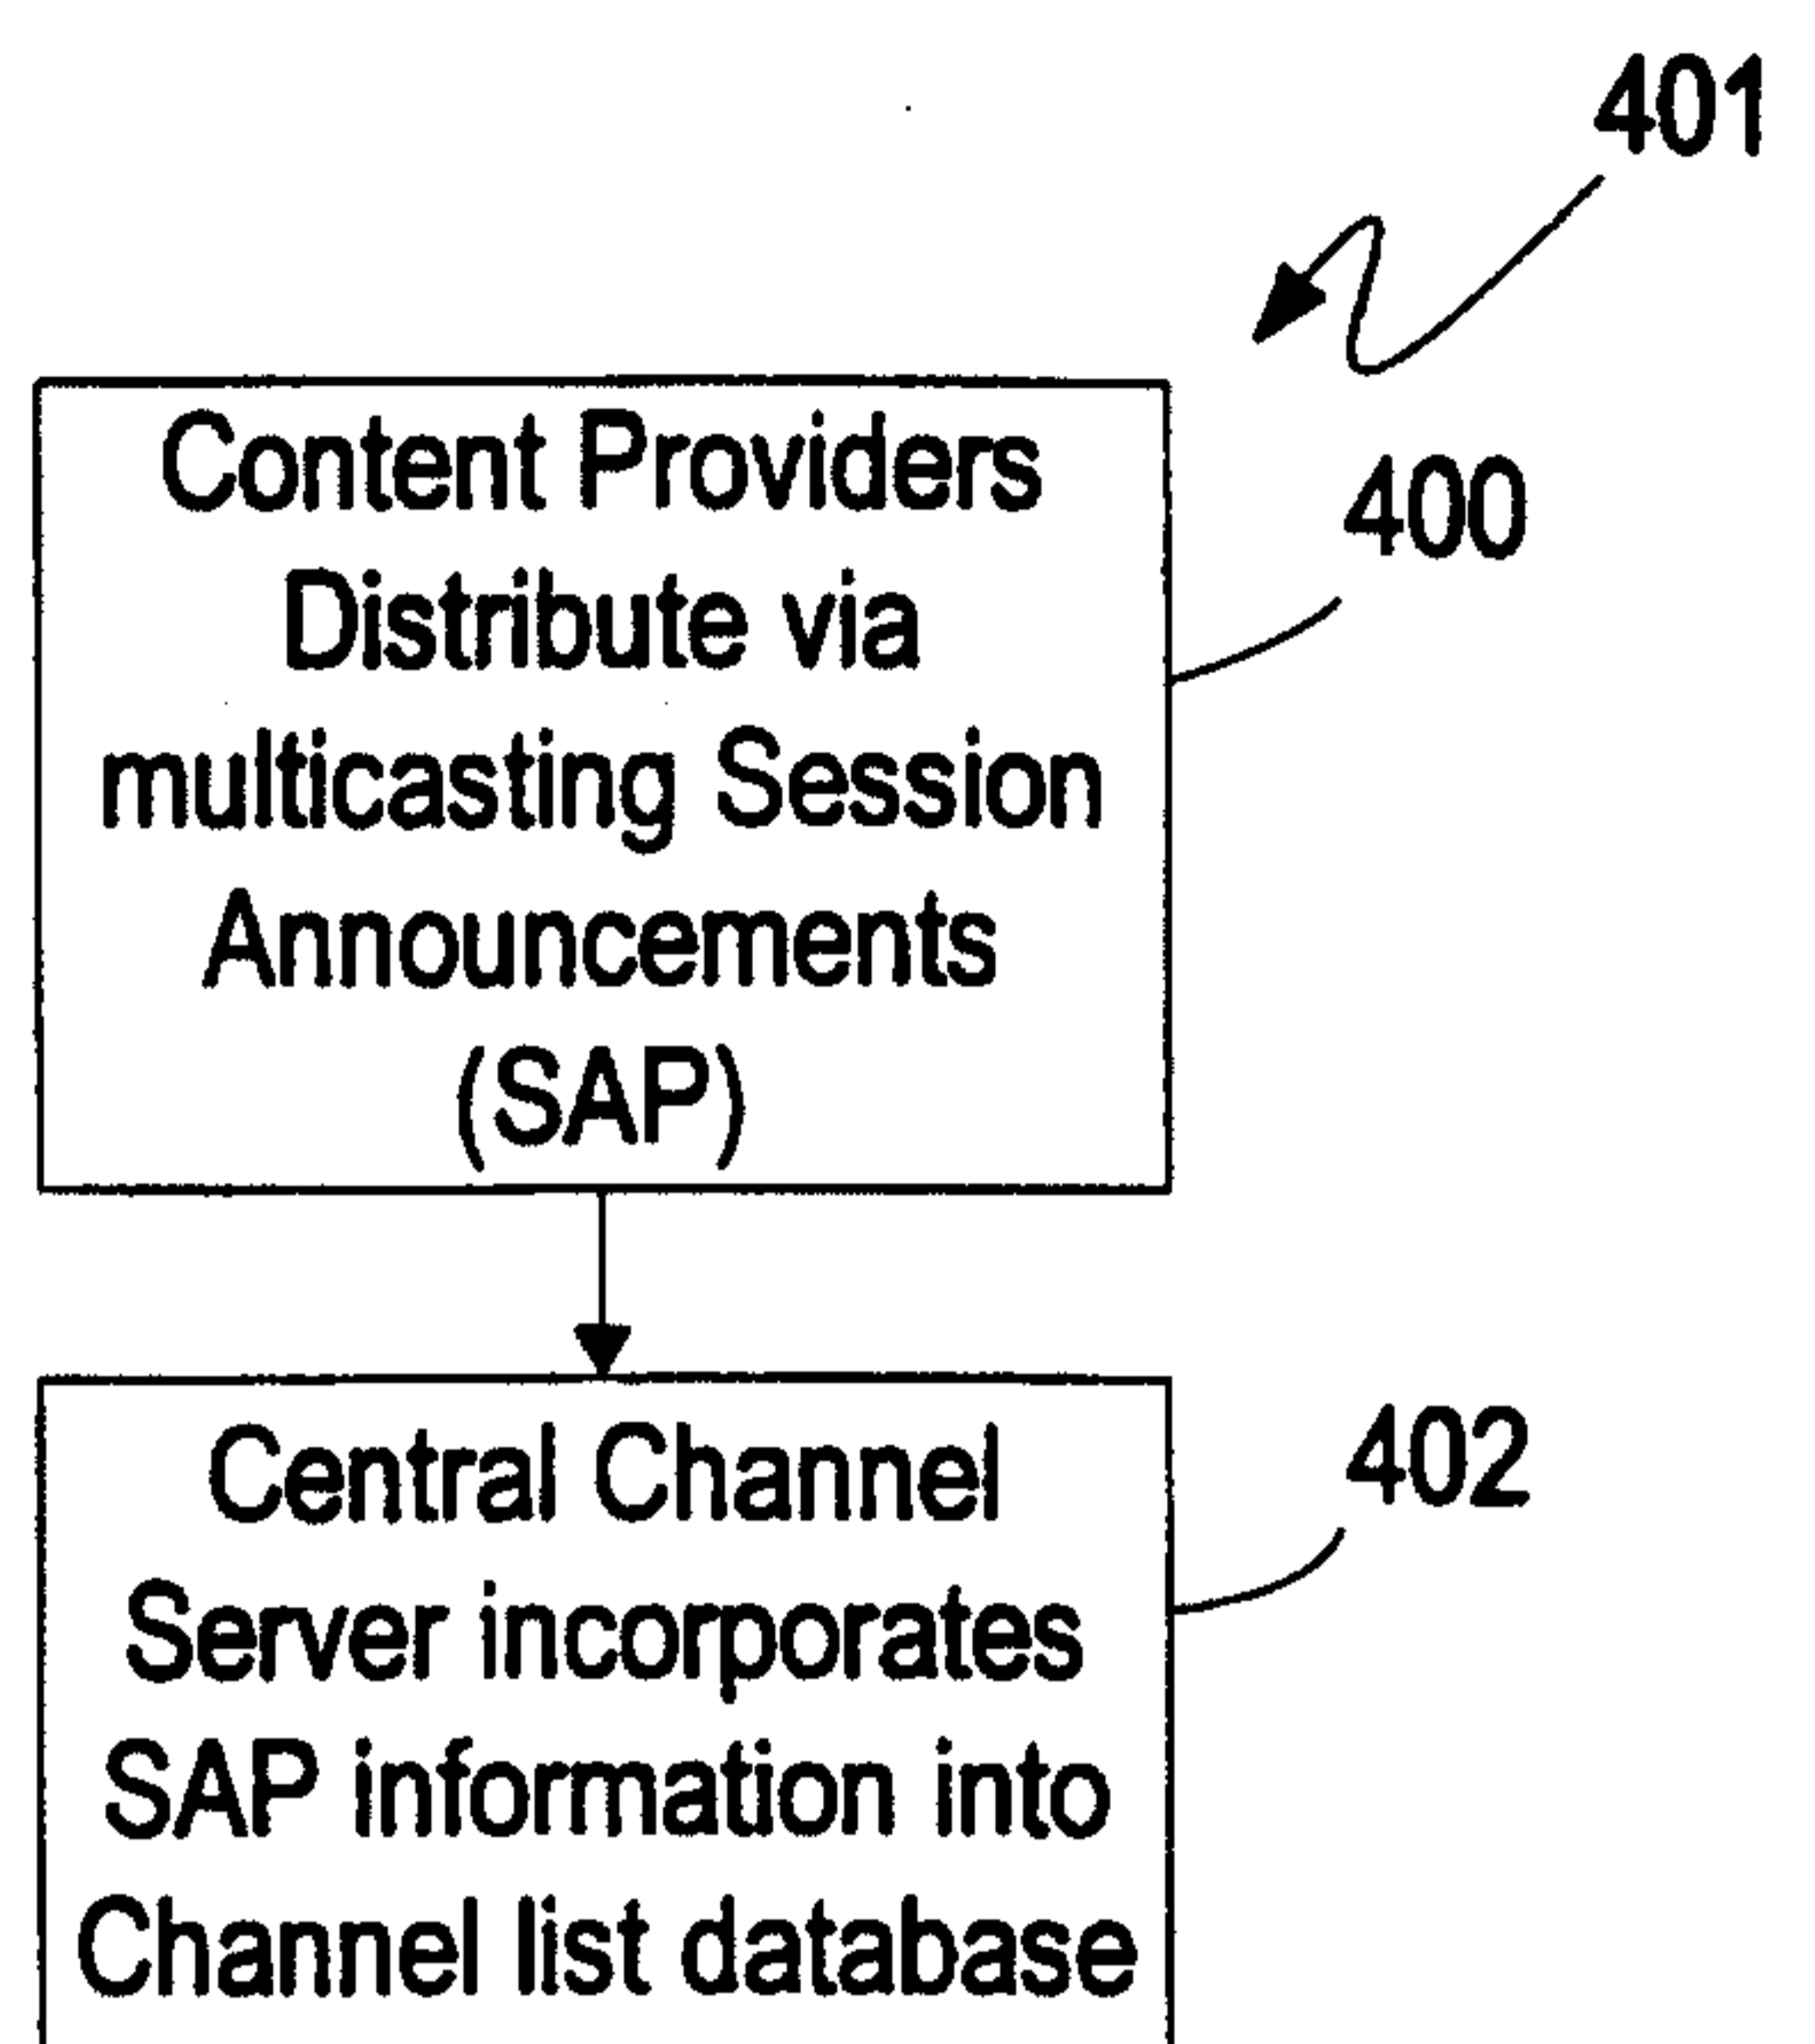 401
Content Providers
400
Distribute via
multicasting Session
Announcements
(SAP)
Central Channel
402
Server incorporates
SAP information into
Channel list database